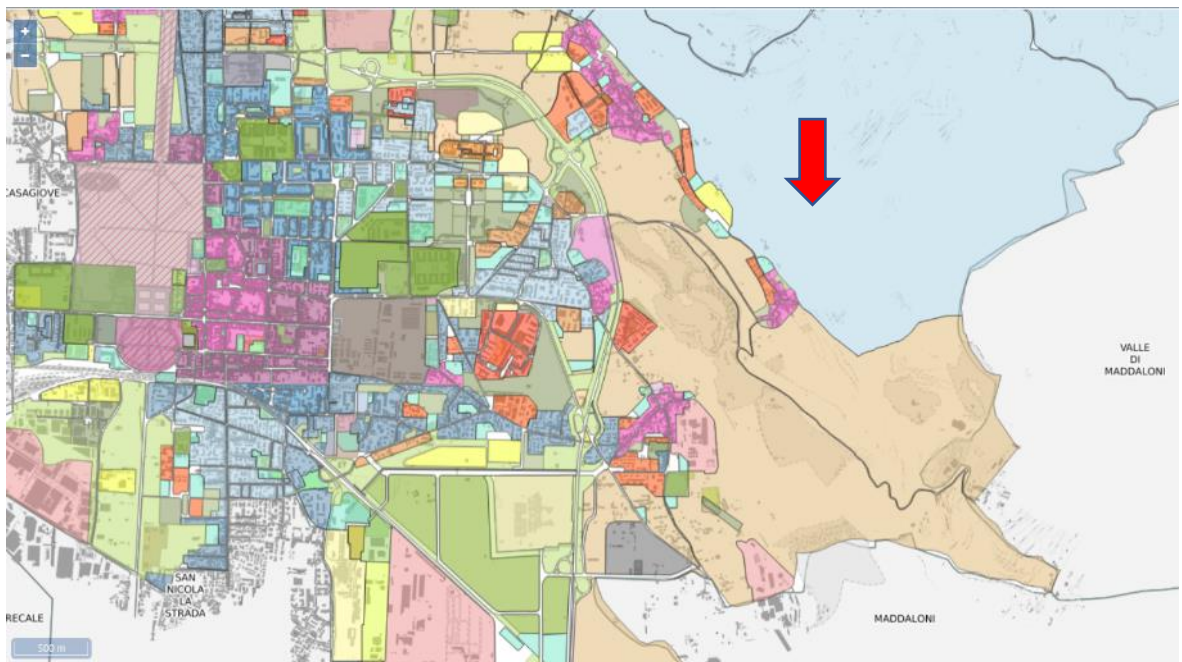 +
−
CASAGIOVE
VALLE
DI
MADDALONI
SAN
NICOLA
LA
STRADA
RECALE
MADDALONI
500 m